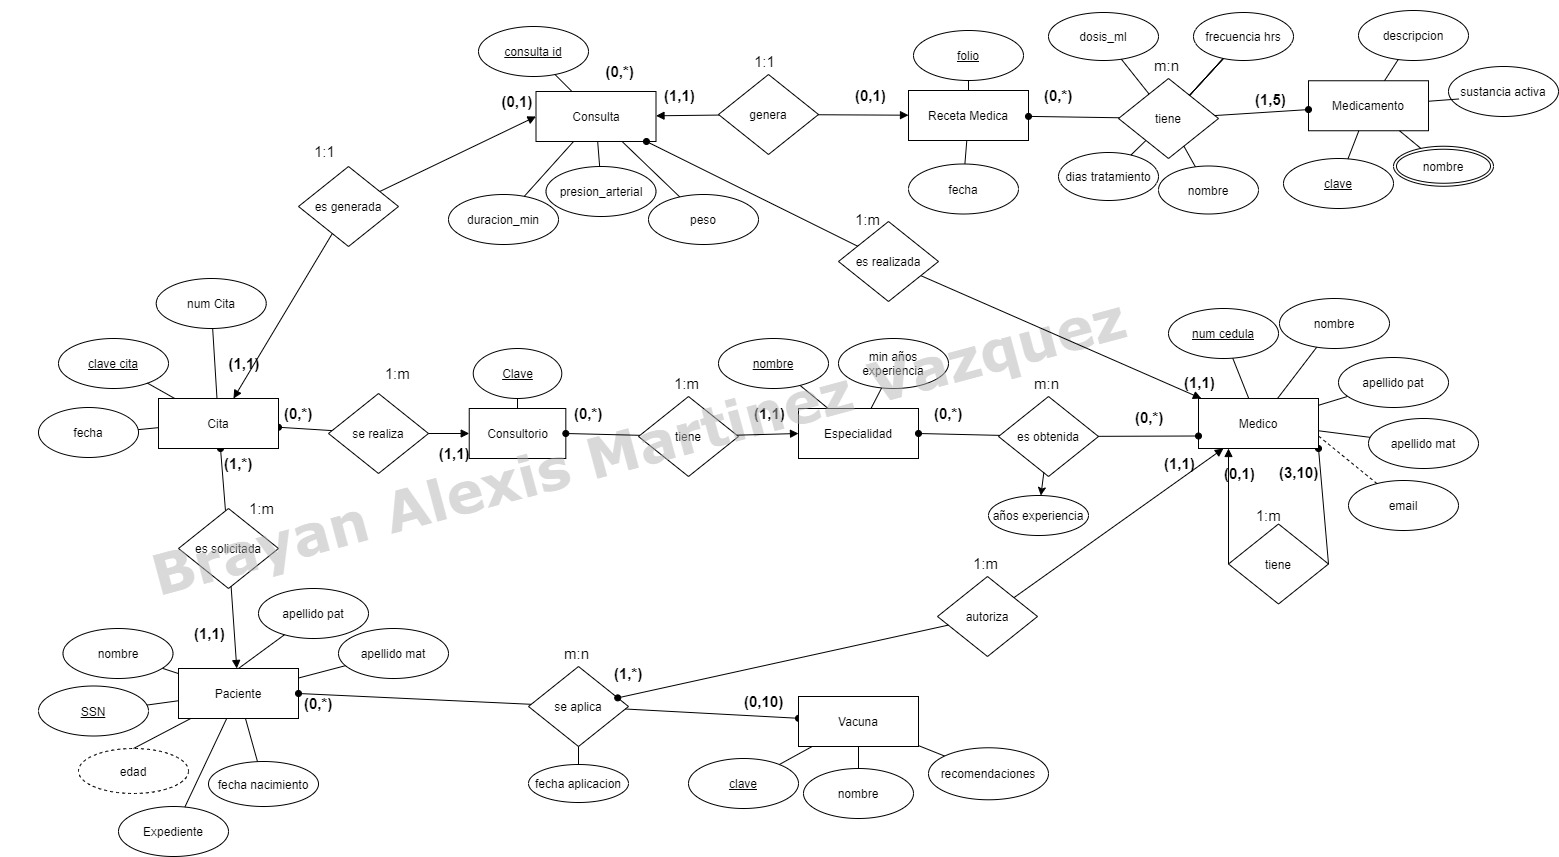 descripcion
dosis_ml
frecuencia hrs
consulta id
folio
1:1
m:n
(0,*)
sustancia activa
(0,1)
(1,1)
(0,1)
(0,*)
(1,5)
Medicamento
Consulta
genera
Receta Medica
tiene
1:1
nombre
dias tratamiento
clave
presion_arterial
fecha
nombre
es generada
duracion_min
peso
1:m
es realizada
num Cita
nombre
num cedula
clave cita
(1,1)
1:m
Clave
nombre
min años
experiencia
1:m
m:n
(1,1)
apellido pat
fecha
Cita
(0,*)
se realiza
(1,1)
Consultorio
(0,*)
tiene
(1,1)
Especialidad
(0,*)
es obtenida
(0,*)
Medico
apellido mat
(1,*)
(1,1)
(0,1)
(3,10)
email
años experiencia
1:m
1:m
es solicitada
Brayan Alexis Martinez Vazquez
1:m
tiene
apellido pat
autoriza
(1,1)
nombre
apellido mat
m:n
(1,*)
Paciente
SSN
(0,*)
se aplica
(0,10)
Vacuna
edad
fecha nacimiento
fecha aplicacion
clave
nombre
recomendaciones
Expediente